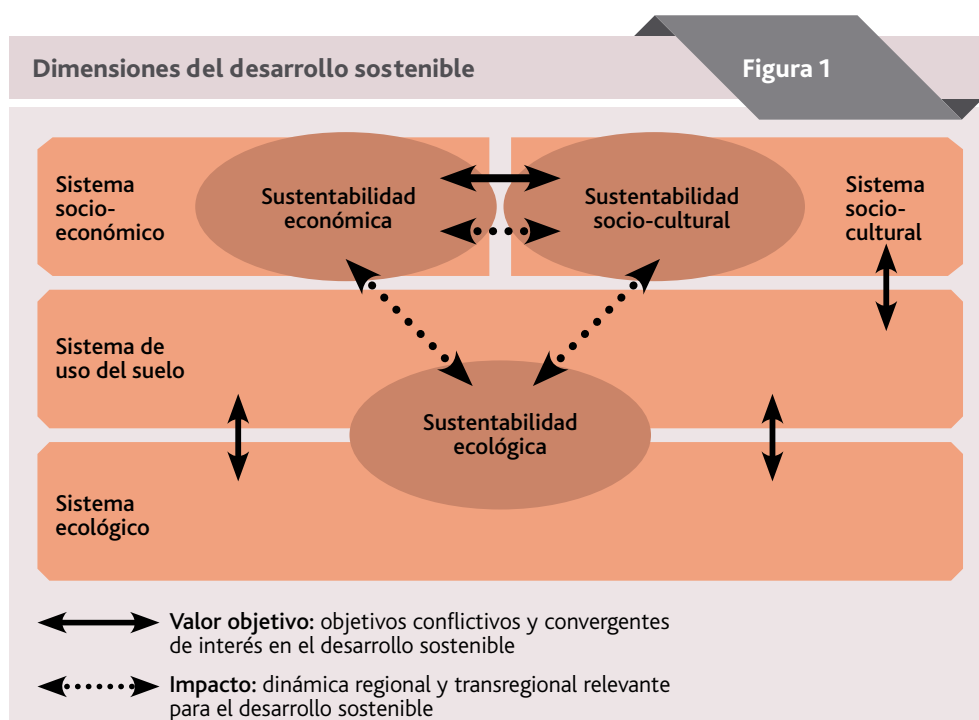 Dimensiones del desarrollo sostenible
Figura 1
Sistema
socio-
económico
Sustentabilidad
económica
Sustentabilidad
socio-cultural
Sistema
socio-
cultural
Sistema de
uso del suelo
Sustentabilidad
ecológica
Sistema
ecológico
Valor objetivo: objetivos conflictivos y convergentes
de interés en el desarrollo sostenible
Impacto: dinámica regional y transregional relevante
para el desarrollo sostenible